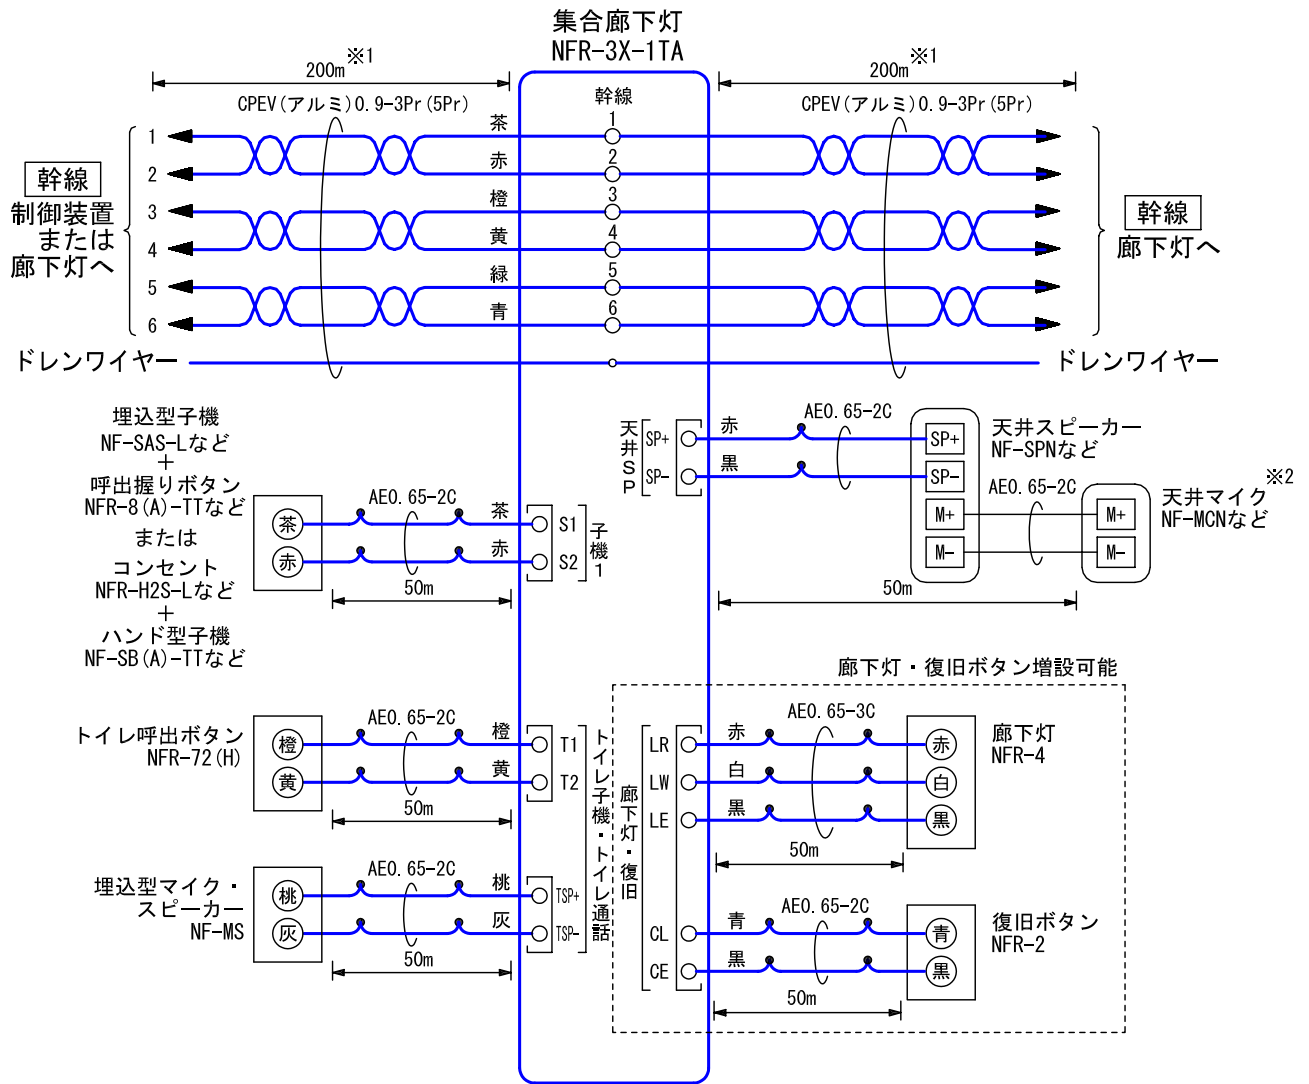 集合廊下灯
NFR-3X-1TA
200m※1
200m※1
CPEV(アルミ)0.9-3Pr(5Pr)
CPEV(アルミ)0.9-3Pr(5Pr)
幹線
幹線
制御装置
または
廊下灯へ
1
2
3
4
5
6
茶
赤
橙
黄
緑
青
1
2
3
4
5
6
幹線
廊下灯へ
ドレンワイヤー
ドレンワイヤー
埋込型子機
NF-SAS-Lなど
+
呼出握りボタン
NFR-8(A)-TTなど
または
コンセント
NFR-H2S-Lなど
+
ハンド型子機
NF-SB(A)-TTなど
茶
赤
AE0.65-2C
50m
茶
赤
S1
S2
子機1
天井SP
SP+
SP-
赤
黒
AE0.65-2C
SP+
SP-
M+
M-
天井スピーカー
NF-SPNなど
AE0.65-2C
M+
M-
※2
天井マイク
NF-MCNなど
50m
トイレ呼出ボタン
NFR-72(H)
橙
黄
AE0.65-2C
50m
橙
黄
T1
T2
埋込型マイク・
スピーカー
NF-MS
桃
灰
AE0.65-2C
50m
桃
灰
TSP+
TSP-
トイレ子機・トイレ通話
廊下灯・復旧ボタン増設可能
廊下灯・復旧
LR
LW
LE
赤
白
黒
AE0.65-3C
50m
赤
白
黒
廊下灯
NFR-4
CL
CE
青
黒
AE0.65-2C
50m
青
黒
復旧ボタン
NFR-2